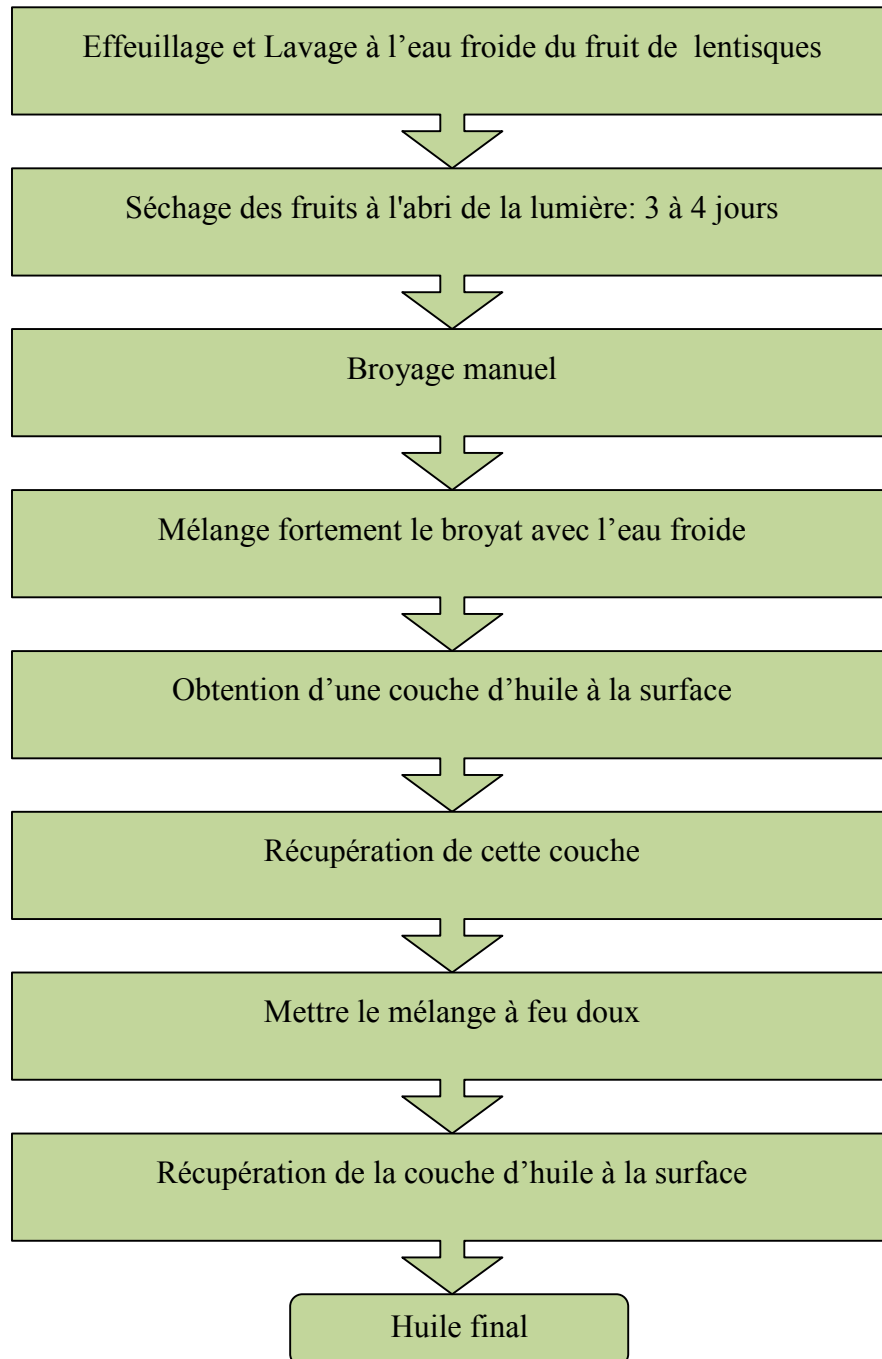 Effeuillage et Lavage à l’eau froide du fruit de lentisques
Séchage des fruits à l'abri de la lumière: 3 à 4 jours
Broyage manuel
Mélange fortement le broyat avec l’eau froide
Obtention d’une couche d’huile à la surface
Récupération de cette couche
Mettre le mélange à feu doux
Récupération de la couche d’huile à la surface
Huile final